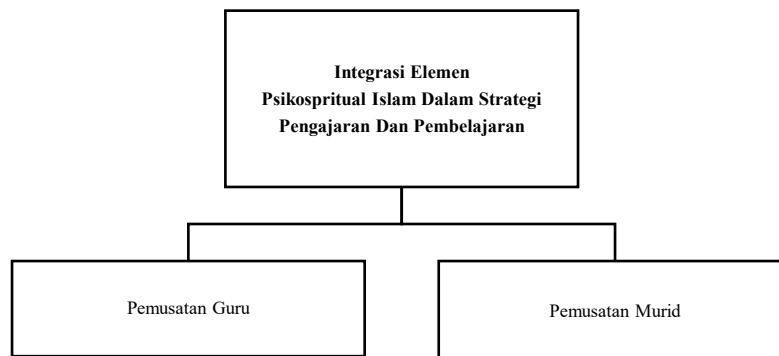 Integrasi Elemen
Psikospritual Islam Dalam Strategi
Pengajaran Dan Pembelajaran
Pemusatan Guru
Pemusatan Murid